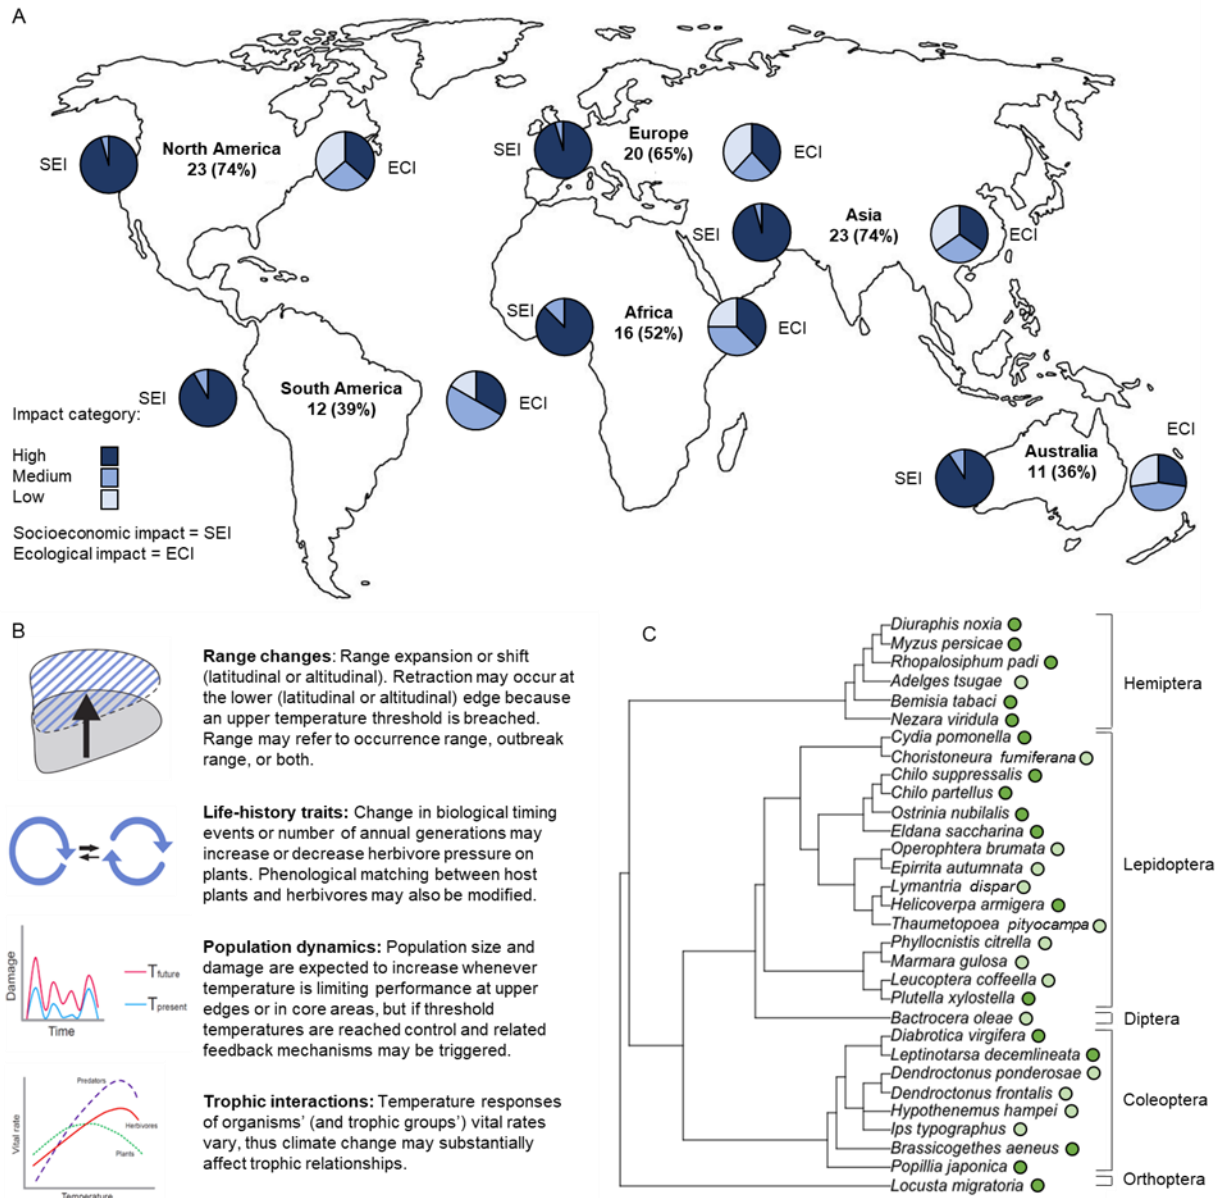 A
SEI
North America
23 (74%)
ECI
SEI
Europe
20 (65%)
ECI
SEI
Asia
23 (74%)
ECI
SEI
Africa
16 (52%)
ECI
SEI
South America
12 (39%)
ECI
SEI
Australia
11 (36%)
ECI
Impact category:
High
Medium
Low
Socioeconomic impact = SEI
Ecological impact = ECI
B
Range changes: Range expansion or shift
(latitudinal or altitudinal). Retraction may occur at
the lower (latitudinal or altitudinal) edge because
an upper temperature threshold is breached.
Range may refer to occurrence range, outbreak
range, or both.
Life-history traits: Change in biological timing
events or number of annual generations may
increase or decrease herbivore pressure on
plants. Phenological matching between host
plants and herbivores may also be modified.
Damage
Time
Tfuture
Tpresent
Population dynamics: Population size and
damage are expected to increase whenever
temperature is limiting performance at upper
edges or in core areas, but if threshold
temperatures are reached control and related
feedback mechanisms may be triggered.
Vital rate
Temperature
Predators
Herbivores
Plants
Trophic interactions: Temperature responses
of organisms’ (and trophic groups’) vital rates
vary, thus climate change may substantially
affect trophic relationships.
C
Diuraphis noxia
Myzus persicae
Rhopalosiphum padi
Adelges tsugae
Bemisia tabaci
Nezara viridula
Hemiptera
Cydia pomonella
Choristoneura fumiferana
Chilo suppressalis
Chilo partellus
Ostrinia nubilalis
Eldana saccharina
Operophtera brumata
Epirrita autumnata
Lymantria dispar
Helicoverpa armigera
Thaumetopoea pityocampa
Phyllocnistis citrella
Marmara gulosa
Leucoptera coffeella
Plutella xylostella
Lepidoptera
Bactrocera oleae
Diptera
Diabrotica virgifera
Leptinotarsa decemlineata
Dendroctonus ponderosae
Dendroctonus frontalis
Hypothenemus hampei
Ips typographus
Brassicogethes aeneus
Popillia japonica
Coleoptera
Locusta migratoria
Orthoptera